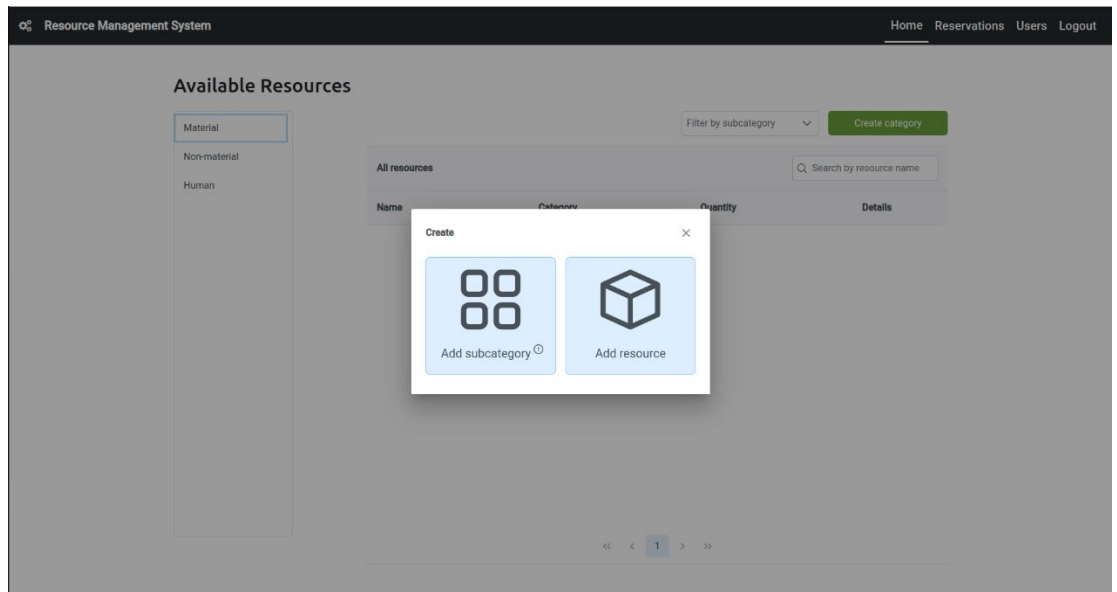 Resource Management System
Home Reservations Users Logout
Available Resources
Material
Non-material
Human
Filter by subcategory
Create category
All resources
Search by resource name
Name Category Quantity Details
Create
Add subcategory
Add resource
<< < 1 > >>